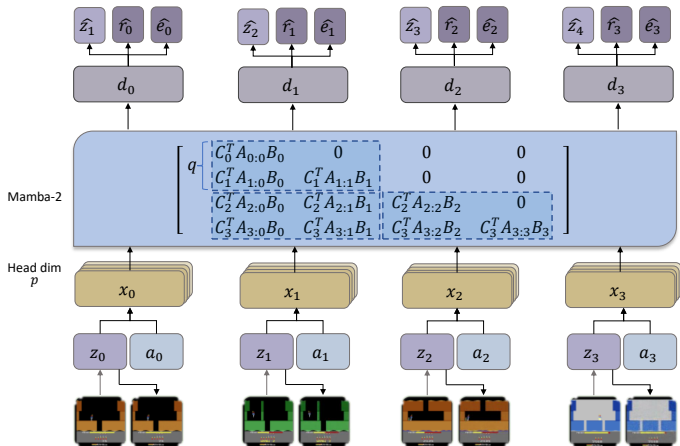 ẑ₁ r̂₀ ê₀ ẑ₂ r̂₁ ê₁ ẑ₃ r̂₂ ê₂ ẑ₄ r̂₃ ê₃
d₀ d₁ d₂ d₃
Mamba-2
q
C₀ᵀA₀:₀B₀ 0 0 0
C₁ᵀA₁:₀B₀ C₁ᵀA₁:₁B₁ 0 0
C₂ᵀA₂:₀B₀ C₂ᵀA₂:₁B₁ C₂ᵀA₂:₂B₂ 0
C₃ᵀA₃:₀B₀ C₃ᵀA₃:₁B₁ C₃ᵀA₃:₂B₂ C₃ᵀA₃:₃B₃
Head dim
p
x₀ x₁ x₂ x₃
z₀ a₀ z₁ a₁ z₂ a₂ z₃ a₃